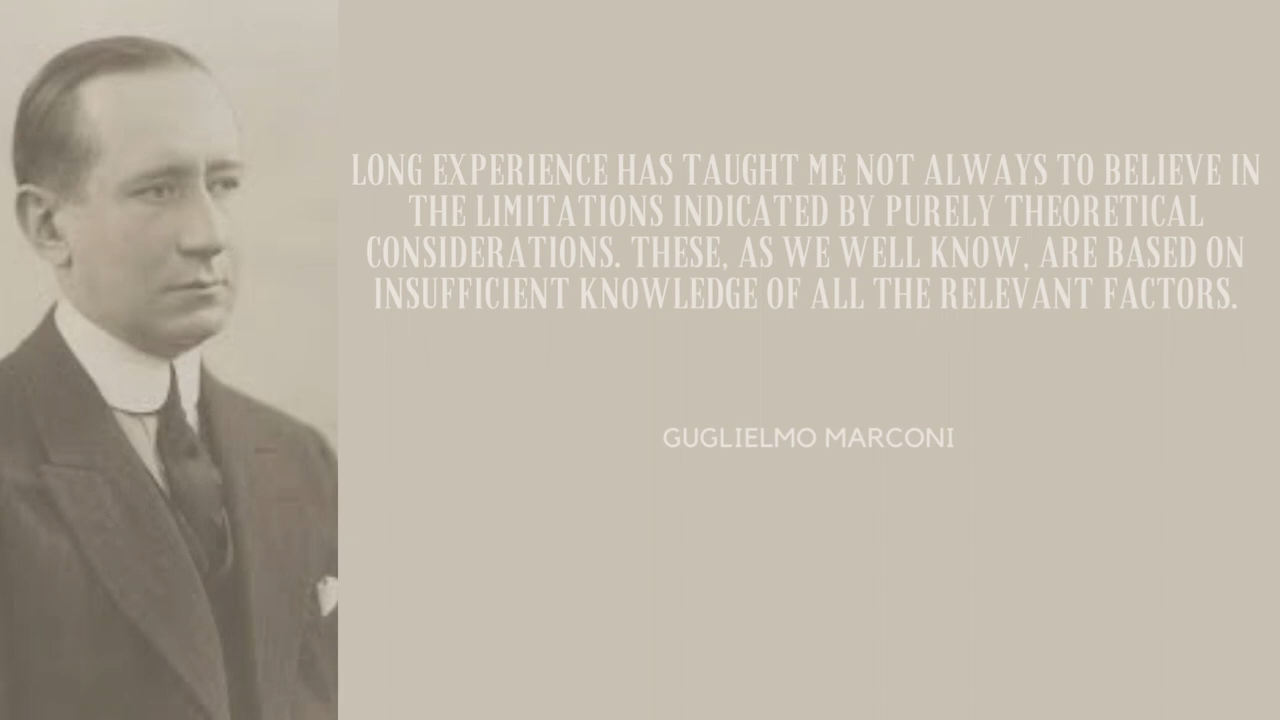 LONG EXPERIENCE HAS TAUGHT ME NOT ALWAYS TO BELIEVE IN
THE LIMITATIONS INDICATED BY PURELY THEORETICAL
CONSIDERATIONS. THESE, AS WE WELL KNOW, ARE BASED ON
INSUFFICIENT KNOWLEDGE OF ALL THE RELEVANT FACTORS.
GUGLIELMO MARCONI